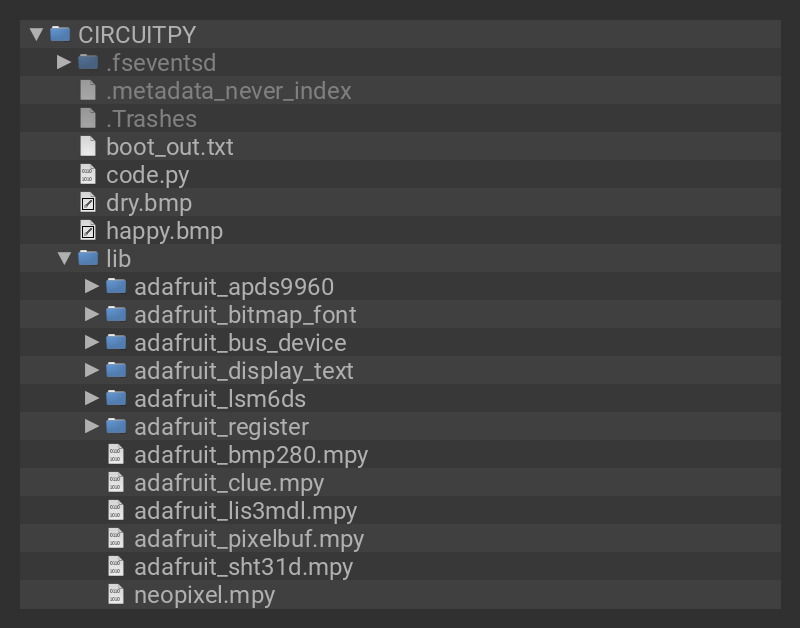 CIRCUITPY
.fseventsd
.metadata_never_index
.Trashes
boot_out.txt
code.py
dry.bmp
happy.bmp
lib
adafruit_apds9960
adafruit_bitmap_font
adafruit_bus_device
adafruit_display_text
adafruit_lsm6ds
adafruit_register
adafruit_bmp280.mpy
adafruit_clue.mpy
adafruit_lis3mdl.mpy
adafruit_pixelbuf.mpy
adafruit_sht31d.mpy
neopixel.mpy